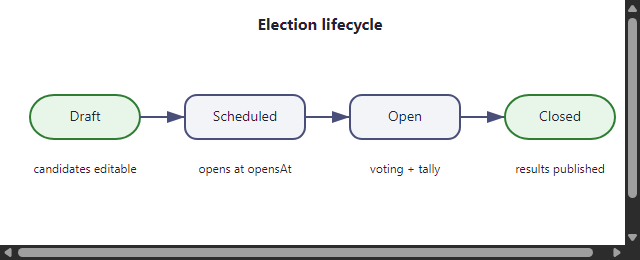 Election lifecycle
Draft
Scheduled
Open
Closed
candidates editable
opens at opensAt
voting + tally
results published